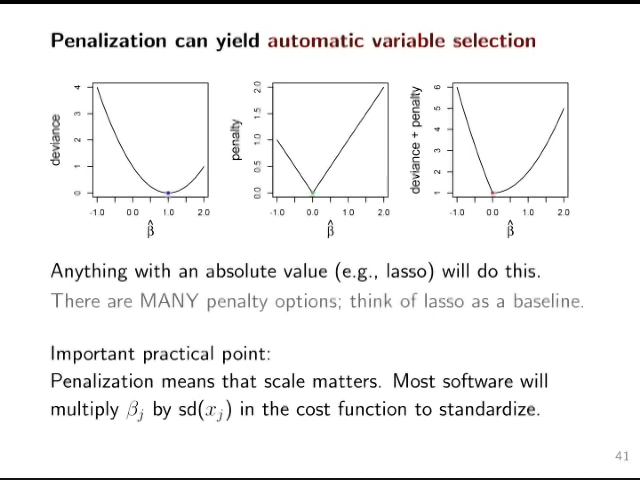 Penalization can yield automatic variable selection
deviance
0 1 2 3 4
-1.0 0.0 1.0 2.0
β̂
penalty
0.0 0.5 1.0 1.5 2.0
-1.0 0.0 1.0 2.0
β̂
deviance + penalty
1 2 3 4 5 6
-1.0 0.0 1.0 2.0
β̂
Anything with an absolute value (e.g., lasso) will do this.
There are MANY penalty options; think of lasso as a baseline.
Important practical point:
Penalization means that scale matters. Most software will
multiply βⱼ by sd(xⱼ) in the cost function to standardize.
41